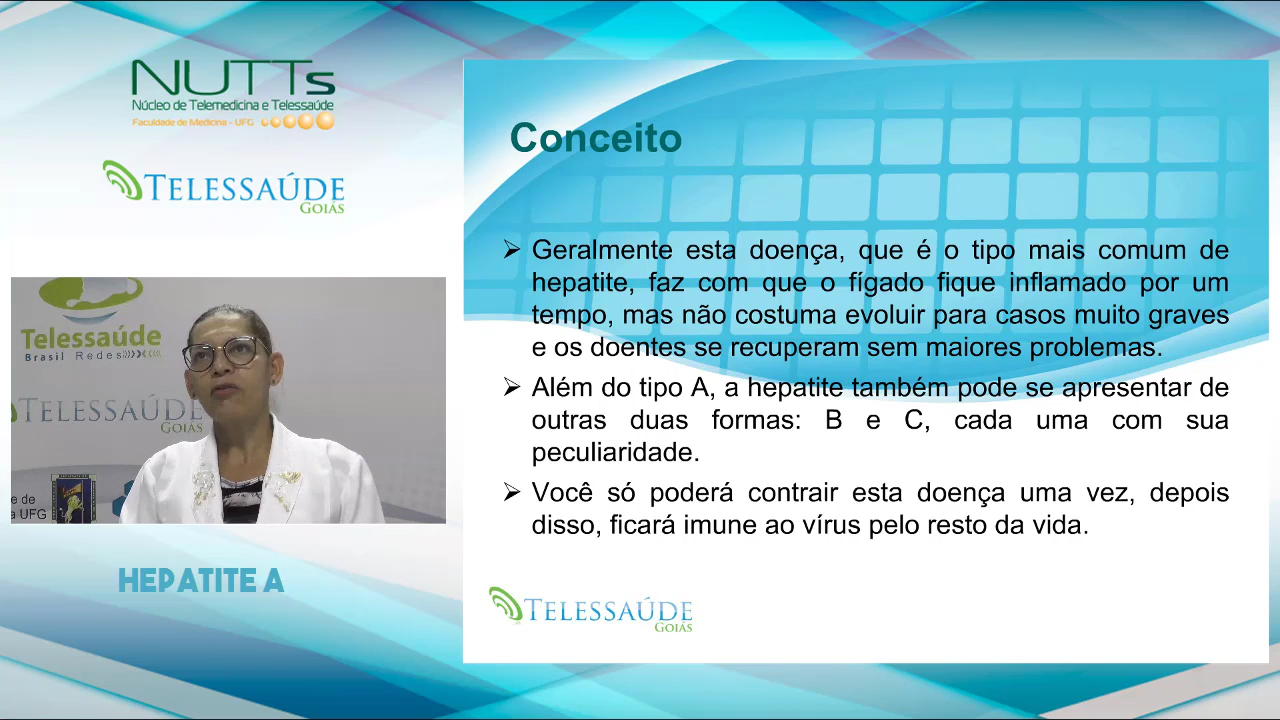 NUTTs
Núcleo de Telemedicina e Telessaúde
Faculdade de Medicina - UFG
TELESSAÚDE
GOIÁS
Telessaúde
Brasil Redes
TELESSAÚDE
GOIÁS
e de
a UFG
HEPATITE A
Conceito
Geralmente esta doença, que é o tipo mais comum de
hepatite, faz com que o fígado fique inflamado por um
tempo, mas não costuma evoluir para casos muito graves
e os doentes se recuperam sem maiores problemas.
Além do tipo A, a hepatite também pode se apresentar de
outras duas formas: B e C, cada uma com sua
peculiaridade.
Você só poderá contrair esta doença uma vez, depois
disso, ficará imune ao vírus pelo resto da vida.
TELESSAÚDE
GOIÁS